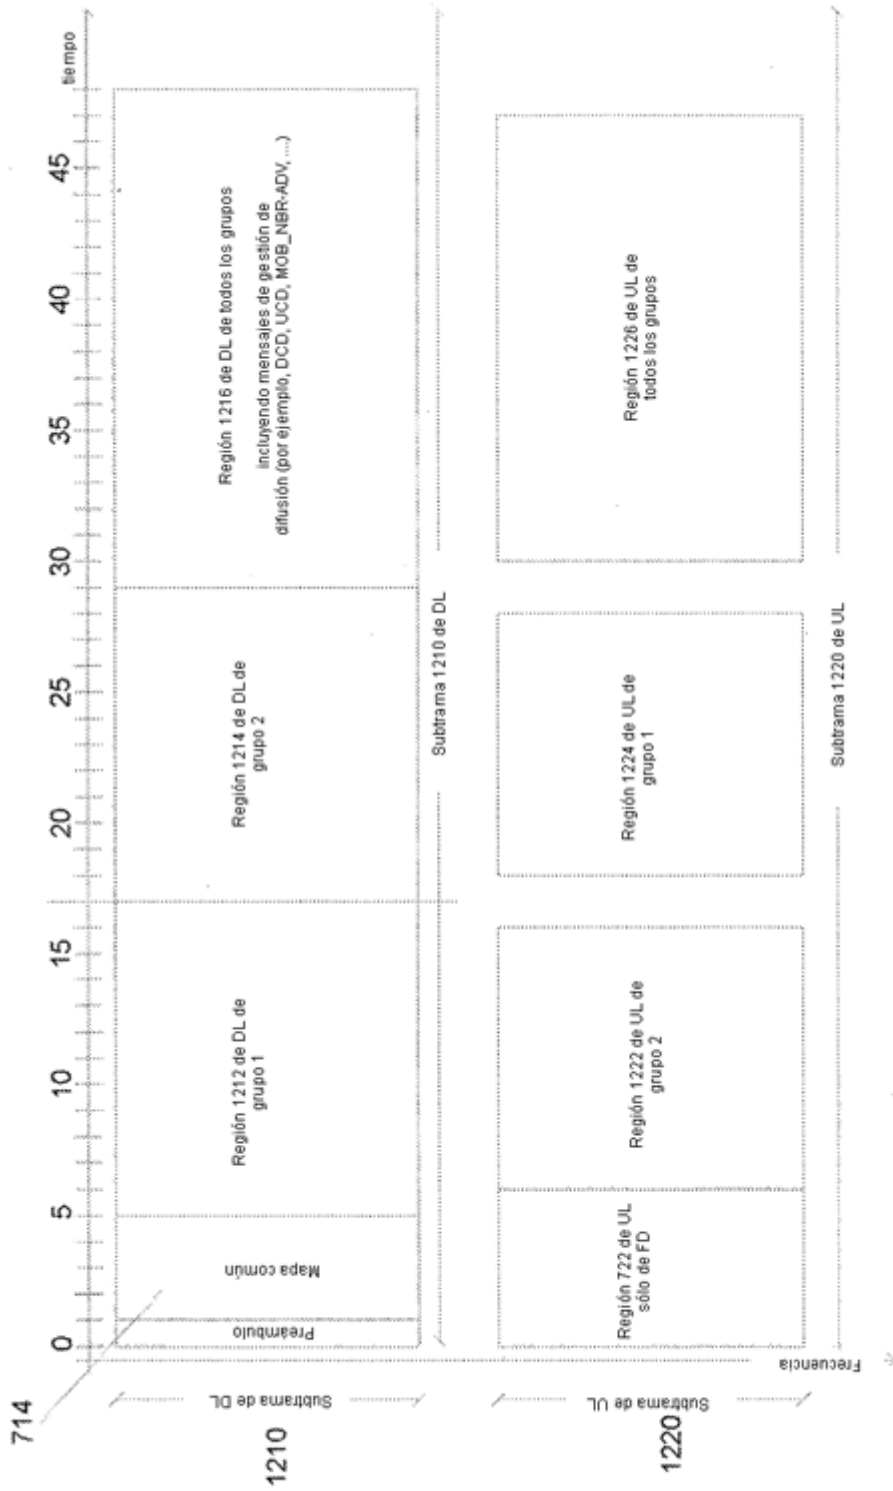 714
0
5
10
15
20
25
30
35
40
45
tiempo
Subtrama de DL
1210
Preámbulo
Mapa común
Región 1212 de DL de
grupo 1
Región 1214 de DL de
grupo 2
Región 1216 de DL de todos los grupos
incluyendo mensajes de gestión de
difusión (por ejemplo, DCD, UCD, MOB_NBR-ADV, ...)
Subtrama 1210 de DL
Subtrama de UL
1220
Región 722 de UL
sólo de FD
Región 1222 de UL de
grupo 2
Región 1224 de UL de
grupo 1
Región 1226 de UL de
todos los grupos
Subtrama 1220 de UL
Frecuencia